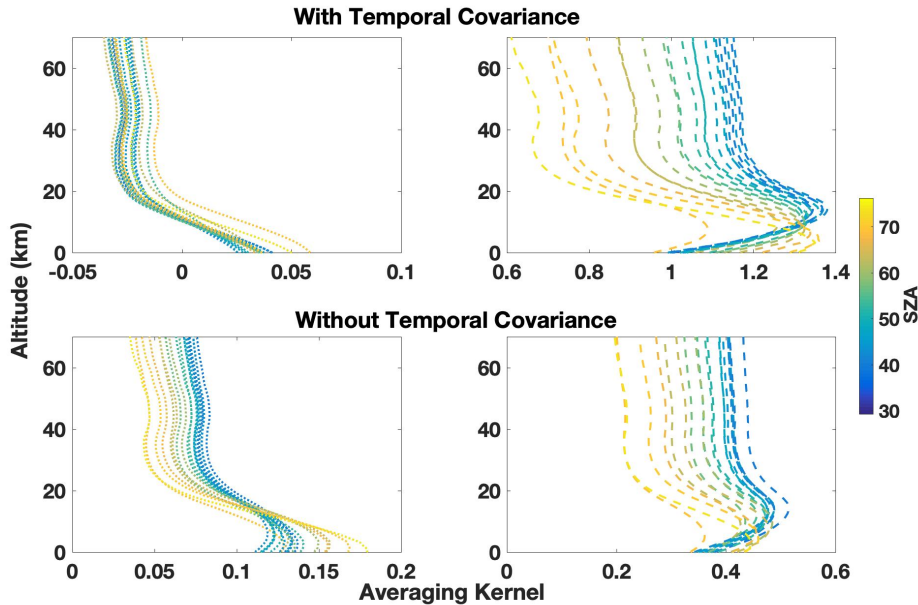 With Temporal Covariance
60
40
20
0
-0.05 0 0.05 0.1
60
40
20
0
0.6 0.8 1 1.2 1.4
Altitude (km)
Without Temporal Covariance
60
40
20
0
0 0.05 0.1 0.15 0.2
60
40
20
0
0 0.2 0.4 0.6
Averaging Kernel
70
60
50
40
30
SZA